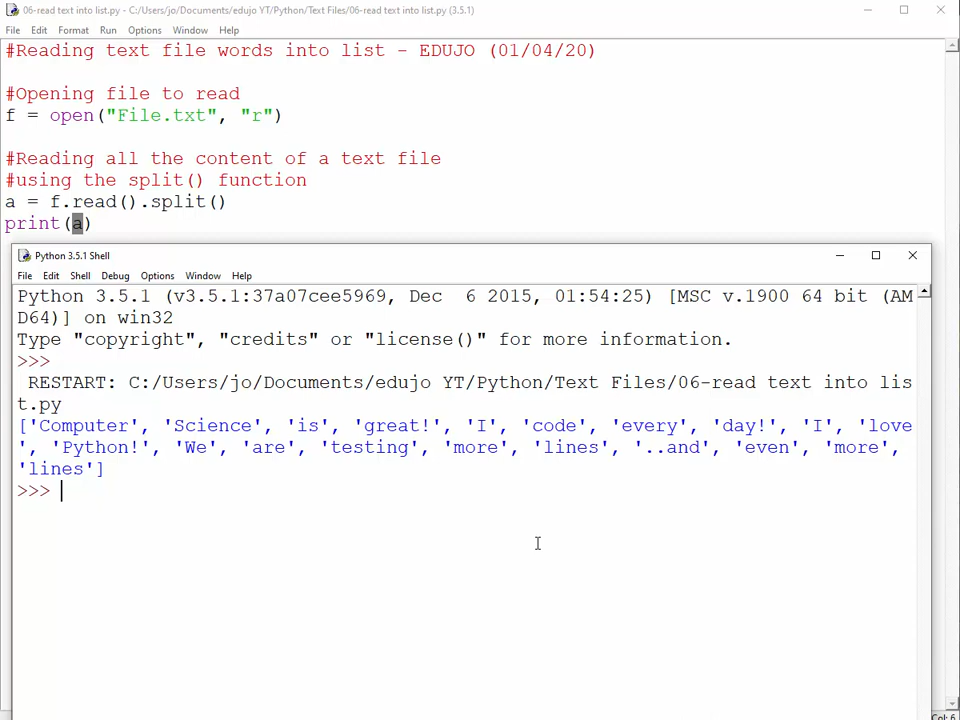 06-read text into list.py - C:/Users/jo/Documents/edujo YT/Python/Text Files/06-read text into list.py (3.5.1)
File Edit Format Run Options Window Help
#Reading text file words into list - EDUJO (01/04/20)
#Opening file to read
f = open("File.txt", "r")
#Reading all the content of a text file
#using the split() function
a = f.read().split()
print(a)
Python 3.5.1 Shell
File Edit Shell Debug Options Window Help
Python 3.5.1 (v3.5.1:37a07cee5969, Dec  6 2015, 01:54:25) [MSC v.1900 64 bit (AM
D64)] on win32
Type "copyright", "credits" or "license()" for more information.
>>>
 RESTART: C:/Users/jo/Documents/edujo YT/Python/Text Files/06-read text into lis
t.py
['Computer', 'Science', 'is', 'great!', 'I', 'code', 'every', 'day!', 'I', 'love
', 'Python!', 'We', 'are', 'testing', 'more', 'lines', '..and', 'even', 'more',
'lines']
>>>
Col: 6